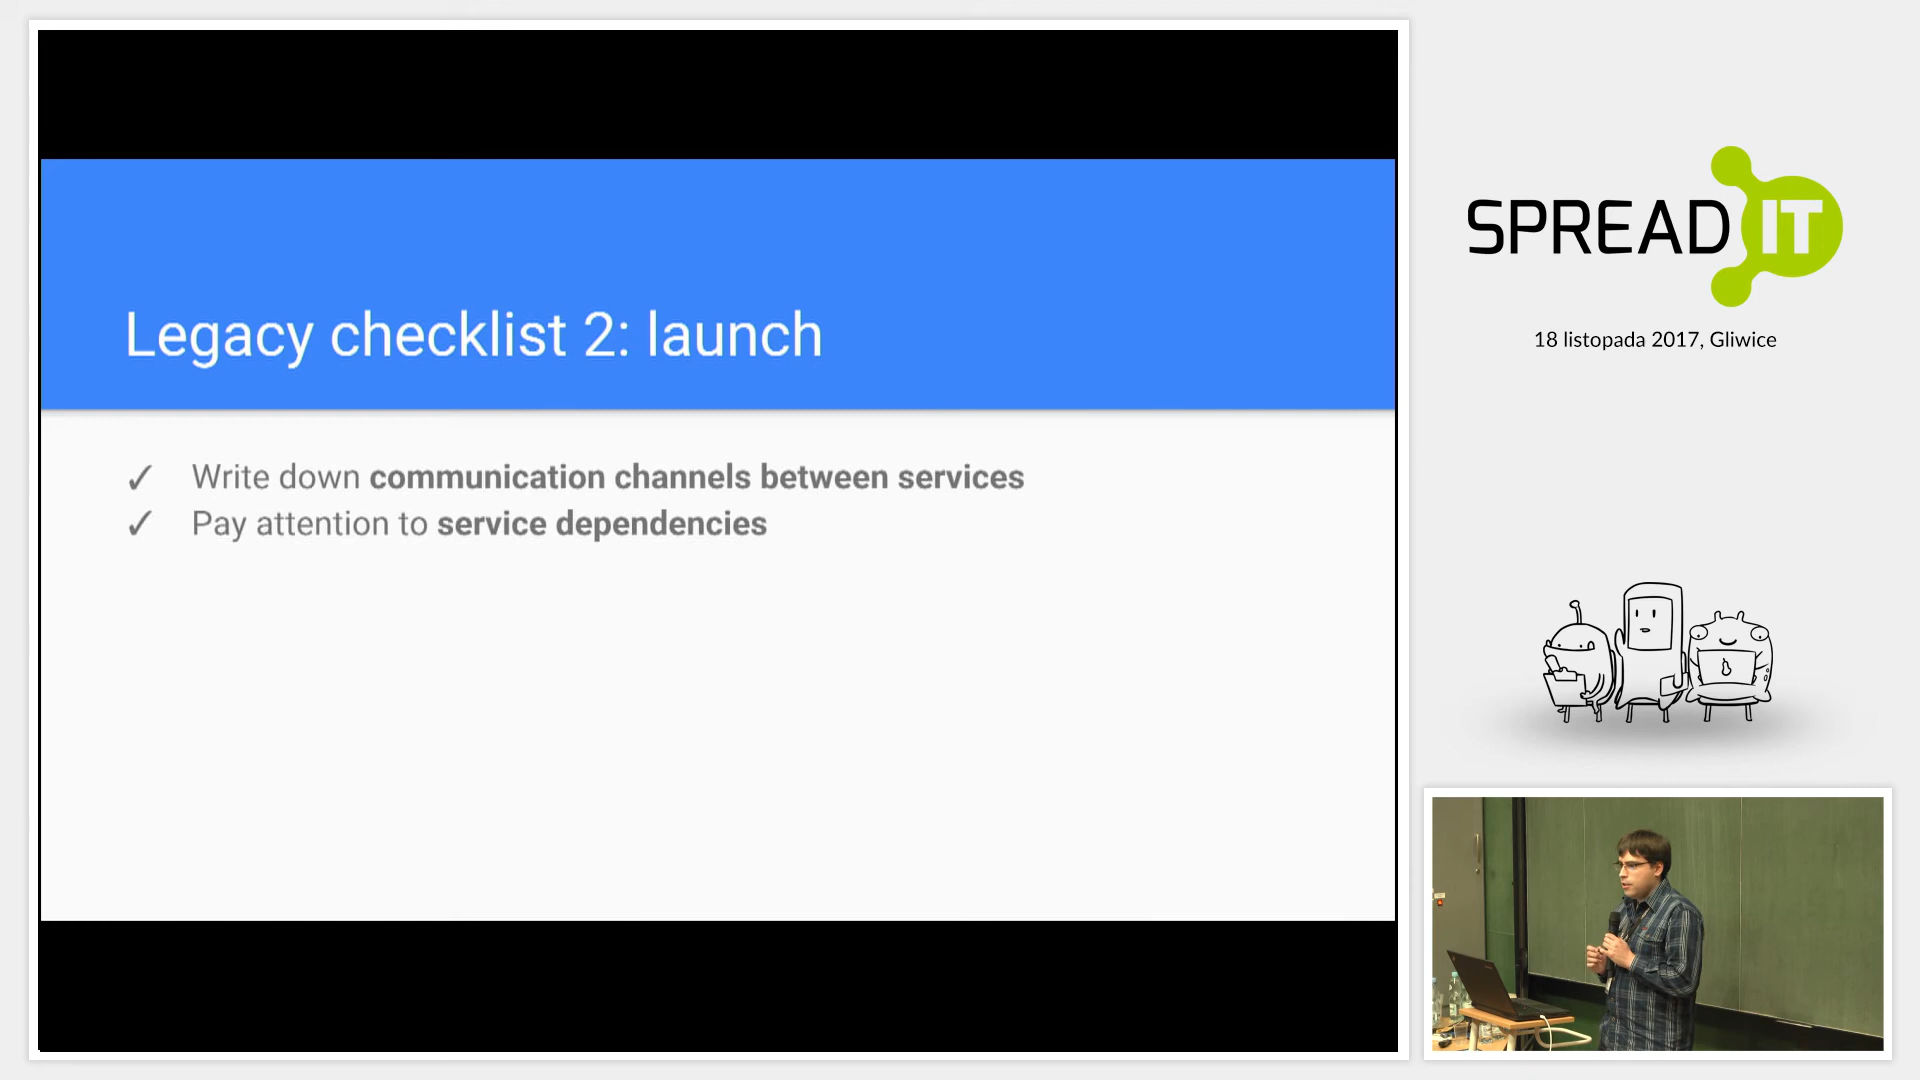 Legacy checklist 2: launch
✓ Write down communication channels between services
✓ Pay attention to service dependencies
SPREAD IT
18 listopada 2017, Gliwice